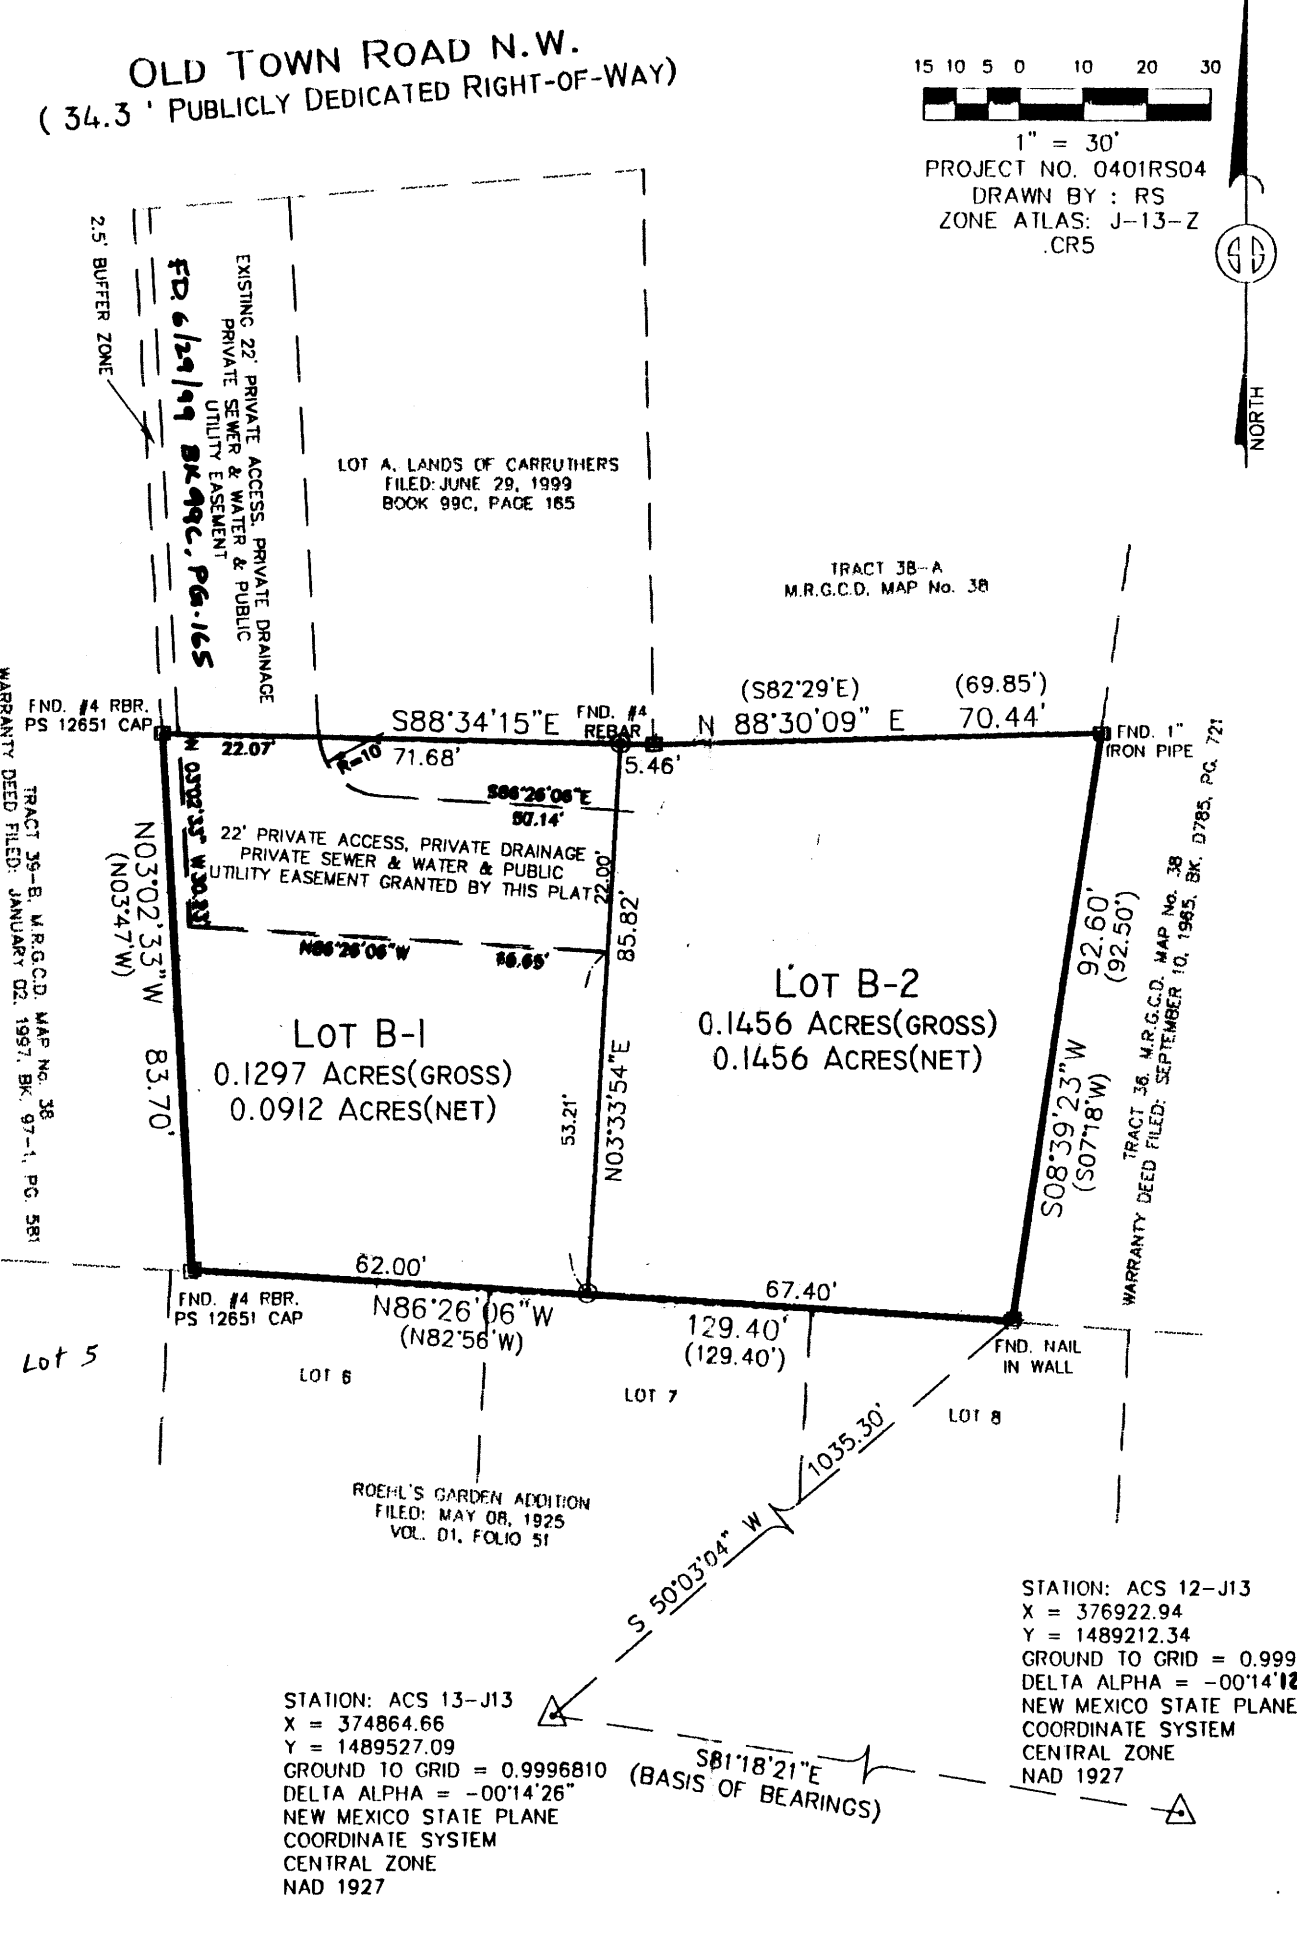 OLD TOWN ROAD N.W.
( 34.3 ' PUBLICLY DEDICATED RIGHT-OF-WAY)
15 10 5 0 10 20 30
1" = 30'
PROJECT NO. 0401RS04
DRAWN BY : RS
ZONE ATLAS: J-13-Z
.CR5
NORTH
2.5' BUFFER ZONE
EXISTING 22' PRIVATE ACCESS, PRIVATE DRAINAGE
PRIVATE SEWER & WATER & PUBLIC
UTILITY EASEMENT
FD. 6/29/99 BK99C, PG.165
LOT A, LANDS OF CARRUTHERS
FILED: JUNE 29, 1999
BOOK 99C, PAGE 165
TRACT 38-A
M.R.G.C.D. MAP No. 38
FND. #4 RBR.
PS 12651 CAP
S88°34'15"E
22.07'
71.68'
R=10
FND. #4
REBAR
5.46'
(S82°29'E) (69.85')
N 88°30'09" E 70.44'
FND. 1"
IRON PIPE
S86°26'06"E
22' PRIVATE ACCESS, PRIVATE DRAINAGE
PRIVATE SEWER & WATER & PUBLIC
UTILITY EASEMENT GRANTED BY THIS PLAT
22.00'
85.82'
N86°26'06"W
N03°02'33"W 83.70'
(N03°47'W)
TRACT 39-B, M.R.G.C.D. MAP No. 38
WARRANTY DEED FILED: JANUARY 02, 1997, BK. 97-1, PG. 581
LOT B-1
0.1297 ACRES(GROSS)
0.0912 ACRES(NET)
LOT B-2
0.1456 ACRES(GROSS)
0.1456 ACRES(NET)
53.21'
N03°33'54"E
92.60'
(92.50')
S08°39'23"W
(S07°18'W)
TRACT 36, M.R.G.C.D. MAP No. 38
WARRANTY DEED FILED: SEPTEMBER 10, 1965, BK. D785, PG. 721
FND. #4 RBR.
PS 12651 CAP
62.00'
N86°26'06"W
(N82°56'W)
67.40'
129.40'
(129.40')
FND. NAIL
IN WALL
Lot 5
LOT 6
LOT 7
LOT 8
ROEHL'S GARDEN ADDITION
FILED: MAY 08, 1925
VOL. D1, FOLIO 51
S 50°03'04" W 1035.30'
STATION: ACS 12-J13
X = 376922.94
Y = 1489212.34
GROUND TO GRID = 0.999
DELTA ALPHA = -00°14'12
NEW MEXICO STATE PLANE
COORDINATE SYSTEM
CENTRAL ZONE
NAD 1927
STATION: ACS 13-J13
X = 374864.66
Y = 1489527.09
GROUND TO GRID = 0.9996810
DELTA ALPHA = -00°14'26"
NEW MEXICO STATE PLANE
COORDINATE SYSTEM
CENTRAL ZONE
NAD 1927
S81°18'21"E
(BASIS OF BEARINGS)